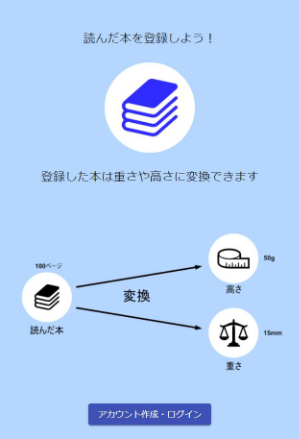 読んだ本を登録しよう！
登録した本は重さや高さに変換できます
100ページ
読んだ本
変換
50g
高さ
15mm
重さ
アカウント作成・ログイン